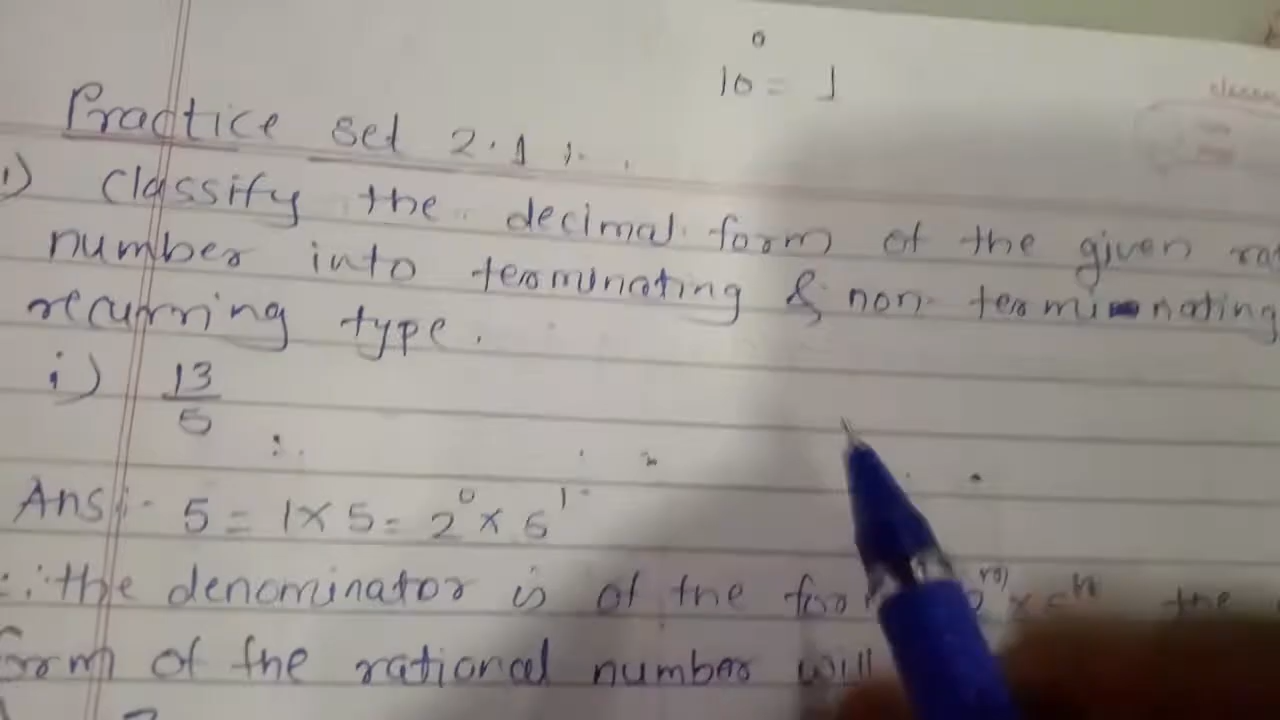 10⁰ = 1
Practice set 2.1 :-
1) Classify the decimal form of the given
number into terminating & non-terminating
recurring type.
i) 13/5
Ans:- 5 = 1 × 5 = 2⁰ × 5¹
∴ the denominator is of the × the
form of the rational number will